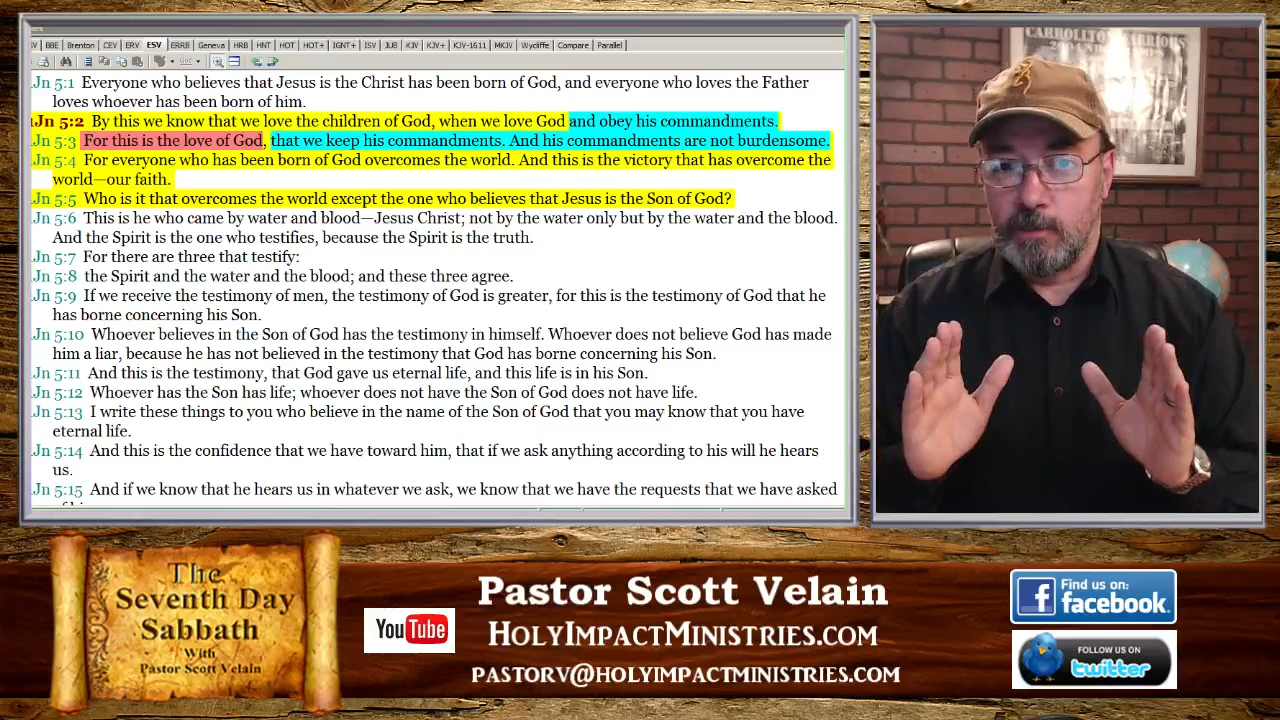 BBE Brenton CEV ERV ESV ERRB Geneva HRB HNT HOT HOT+ IGNT+ ISV JUB KJV KJV+ KJV-1611 MKJV Wycliffe Compare Parallel
Jn 5:1 Everyone who believes that Jesus is the Christ has been born of God, and everyone who loves the Father
loves whoever has been born of him.
Jn 5:2 By this we know that we love the children of God, when we love God and obey his commandments.
Jn 5:3 For this is the love of God, that we keep his commandments. And his commandments are not burdensome.
Jn 5:4 For everyone who has been born of God overcomes the world. And this is the victory that has overcome the
world—our faith.
Jn 5:5 Who is it that overcomes the world except the one who believes that Jesus is the Son of God?
Jn 5:6 This is he who came by water and blood—Jesus Christ; not by the water only but by the water and the blood.
And the Spirit is the one who testifies, because the Spirit is the truth.
Jn 5:7 For there are three that testify:
Jn 5:8 the Spirit and the water and the blood; and these three agree.
Jn 5:9 If we receive the testimony of men, the testimony of God is greater, for this is the testimony of God that he
has borne concerning his Son.
Jn 5:10 Whoever believes in the Son of God has the testimony in himself. Whoever does not believe God has made
him a liar, because he has not believed in the testimony that God has borne concerning his Son.
Jn 5:11 And this is the testimony, that God gave us eternal life, and this life is in his Son.
Jn 5:12 Whoever has the Son has life; whoever does not have the Son of God does not have life.
Jn 5:13 I write these things to you who believe in the name of the Son of God that you may know that you have
eternal life.
Jn 5:14 And this is the confidence that we have toward him, that if we ask anything according to his will he hears
us.
Jn 5:15 And if we know that he hears us in whatever we ask, we know that we have the requests that we have asked
CARROLLTON WARRIORS
The
Seventh Day
Sabbath
With
Pastor Scott Velain
YouTube
Pastor Scott Velain
HolyImpactMinistries.com
pastorv@holyimpactministries.com
Find us on:
facebook.
FOLLOW US ON
twitter